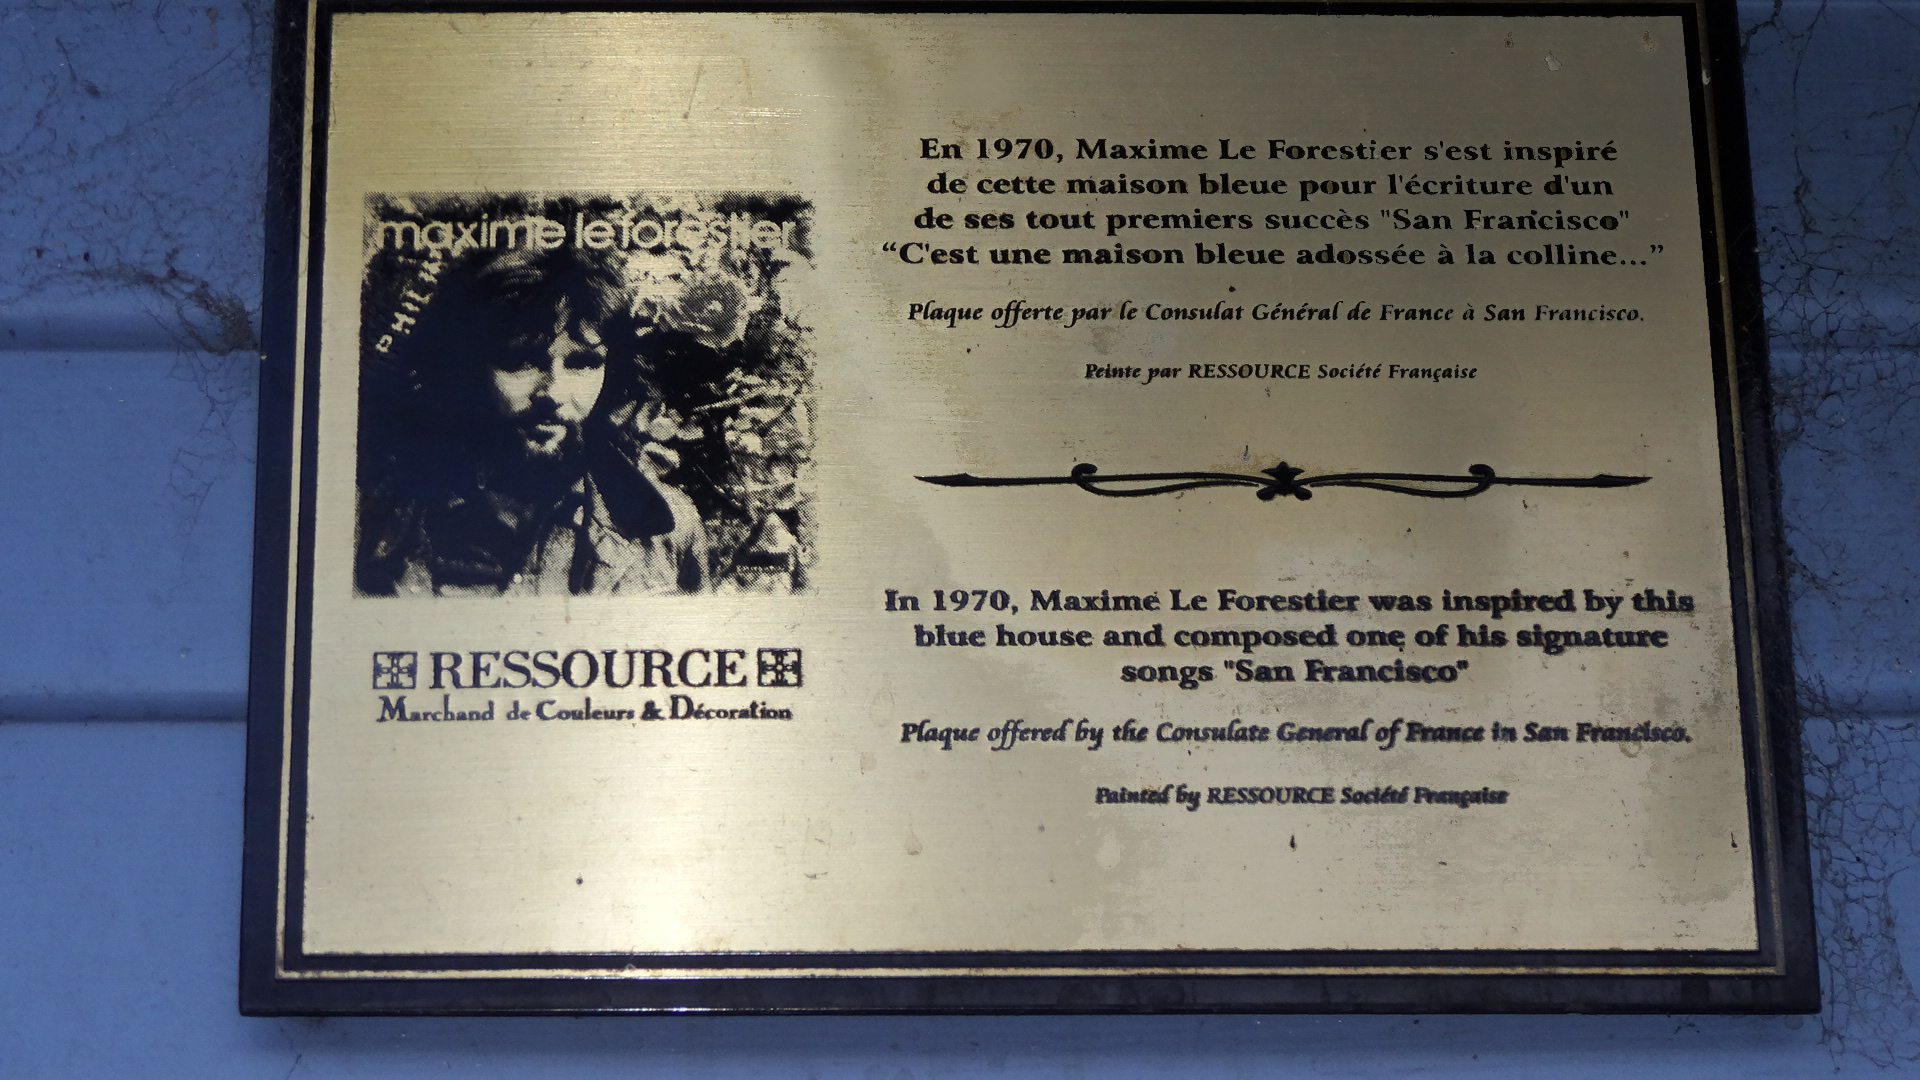 maxime le forestier
PHILIPS
RESSOURCE
Marchand de Couleurs & Décoration
En 1970, Maxime Le Forestier s'est inspiré
de cette maison bleue pour l'écriture d'un
de ses tout premiers succès "San Francisco"
“C'est une maison bleue adossée à la colline...”
Plaque offerte par le Consulat Général de France à San Francisco.
Peinte par RESSOURCE Société Française
In 1970, Maxime Le Forestier was inspired by this
blue house and composed one of his signature
songs "San Francisco"
Plaque offered by the Consulate General of France in San Francisco.
Painted by RESSOURCE Société Française